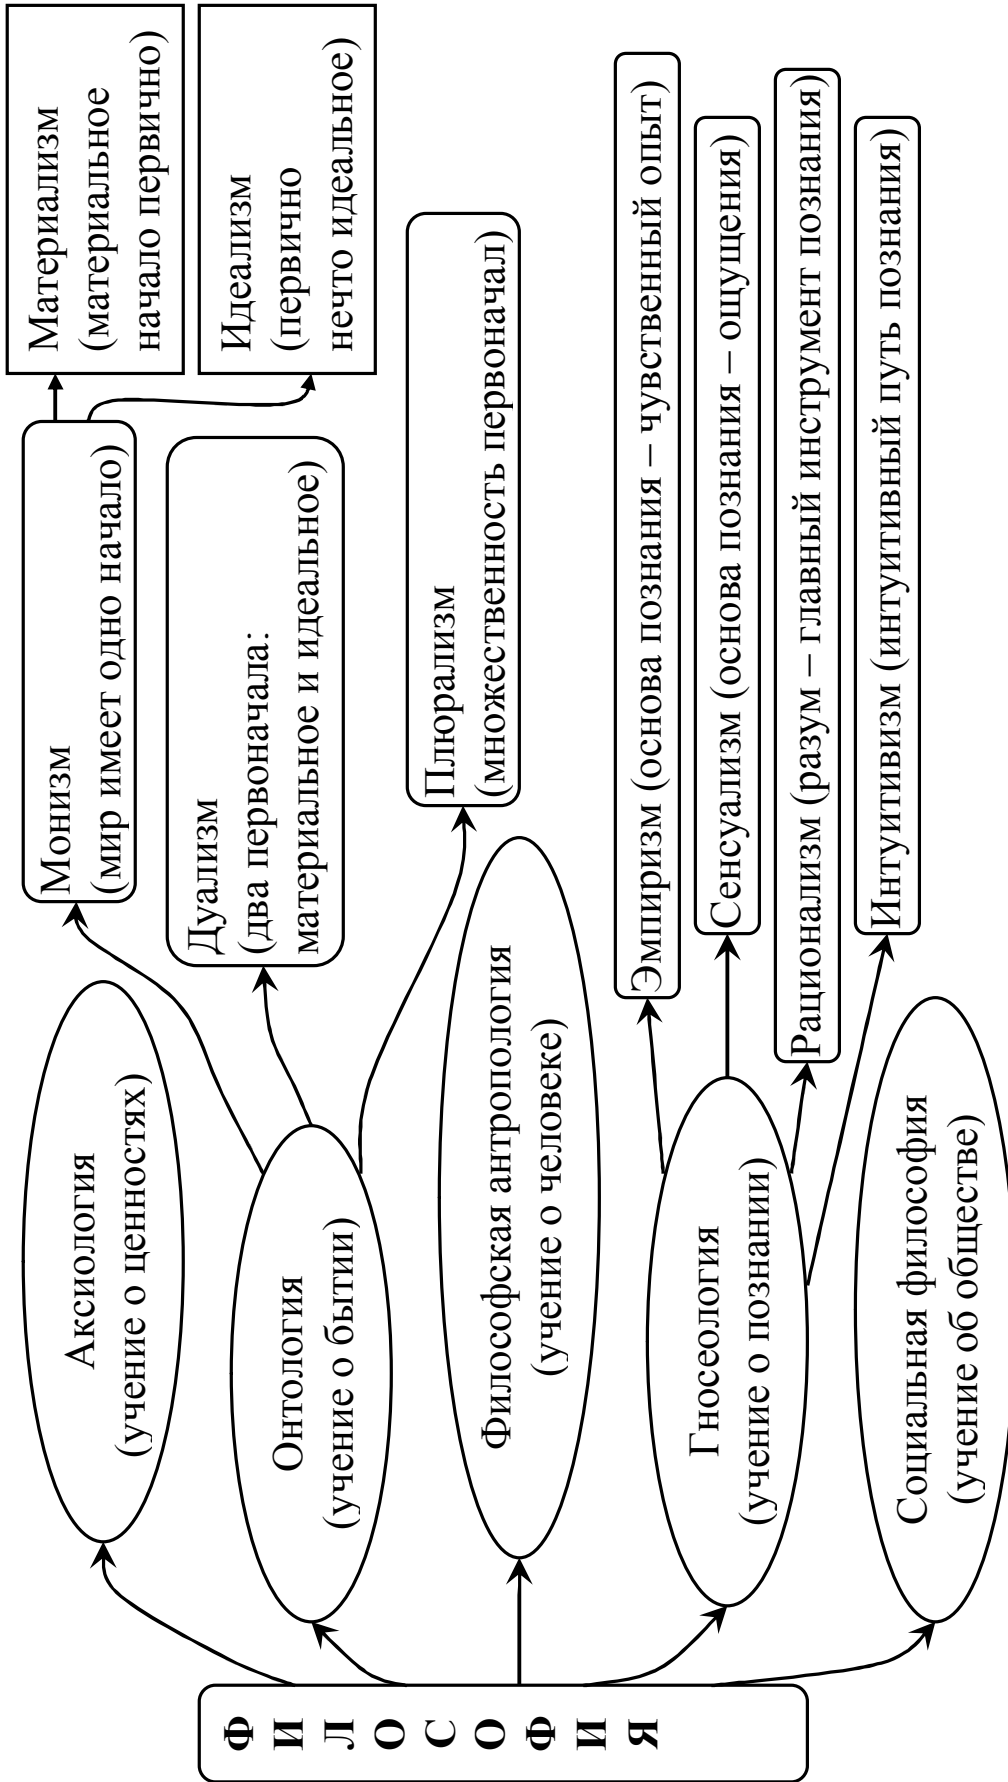 Ф
И
Л
О
С
О
Ф
И
Я
Аксиология
(учение о ценностях)
Онтология
(учение о бытии)
Философская антропология
(учение о человеке)
Гносеология
(учение о познании)
Социальная философия
(учение об обществе)
Монизм
(мир имеет одно начало)
Материализм
(материальное
начало первично)
Идеализм
(первично
нечто идеальное)
Дуализм
(два первоначала:
материальное и идеальное)
Плюрализм
(множественность первоначал)
Эмпиризм (основа познания – чувственный опыт)
Сенсуализм (основа познания – ощущения)
Рационализм (разум – главный инструмент познания)
Интуитивизм (интуитивный путь познания)